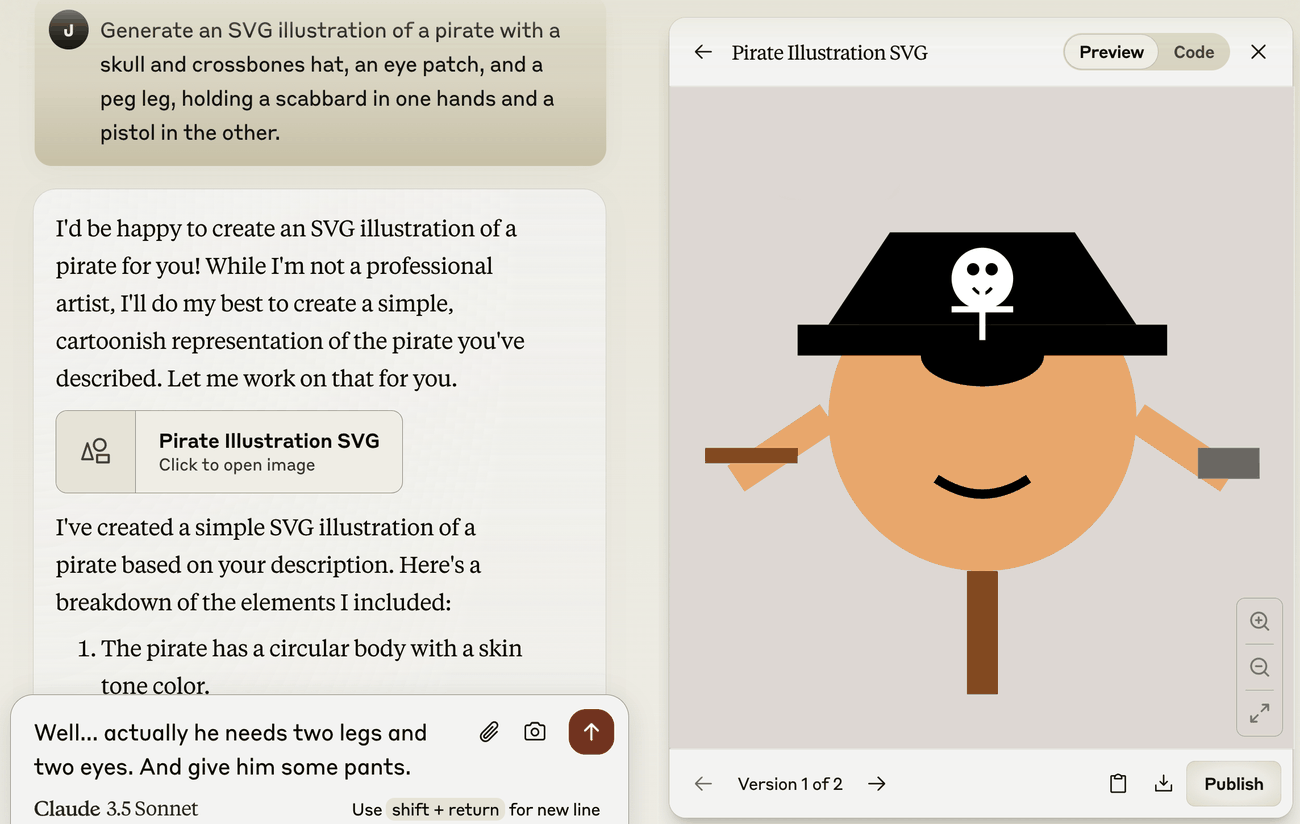 J
Generate an SVG illustration of a pirate with a
skull and crossbones hat, an eye patch, and a
peg leg, holding a scabbard in one hands and a
pistol in the other.
I'd be happy to create an SVG illustration of a
pirate for you! While I'm not a professional
artist, I'll do my best to create a simple,
cartoonish representation of the pirate you've
described. Let me work on that for you.
Pirate Illustration SVG
Click to open image
I've created a simple SVG illustration of a
pirate based on your description. Here's a
breakdown of the elements I included:
1. The pirate has a circular body with a skin
tone color.
Well... actually he needs two legs and
two eyes. And give him some pants.
Claude 3.5 Sonnet
Use shift + return for new line
Pirate Illustration SVG
Preview
Code
Version 1 of 2
Publish